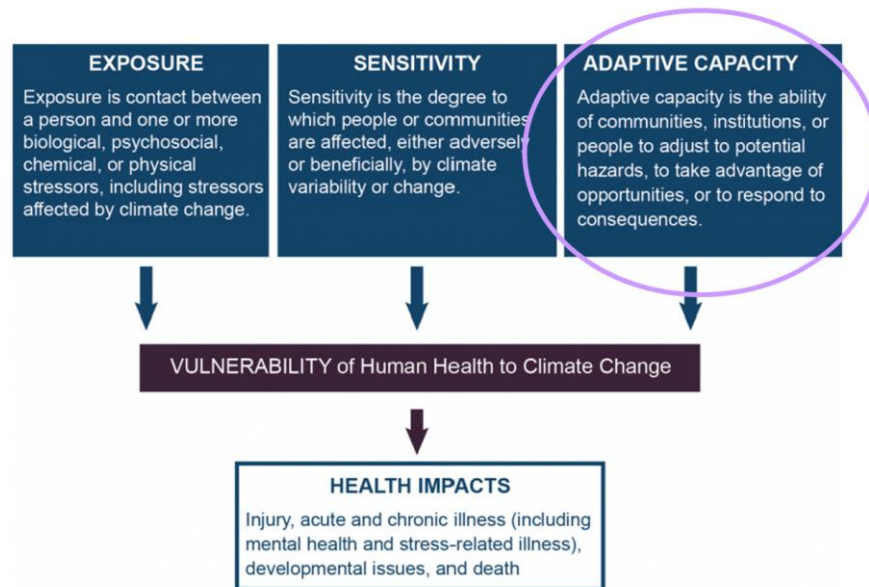 EXPOSURE
Exposure is contact between
a person and one or more
biological, psychosocial,
chemical, or physical
stressors, including stressors
affected by climate change.
SENSITIVITY
Sensitivity is the degree to
which people or communities
are affected, either adversely
or beneficially, by climate
variability or change.
ADAPTIVE CAPACITY
Adaptive capacity is the ability
of communities, institutions, or
people to adjust to potential
hazards, to take advantage of
opportunities, or to respond to
consequences.
VULNERABILITY of Human Health to Climate Change
HEALTH IMPACTS
Injury, acute and chronic illness (including
mental health and stress-related illness),
developmental issues, and death